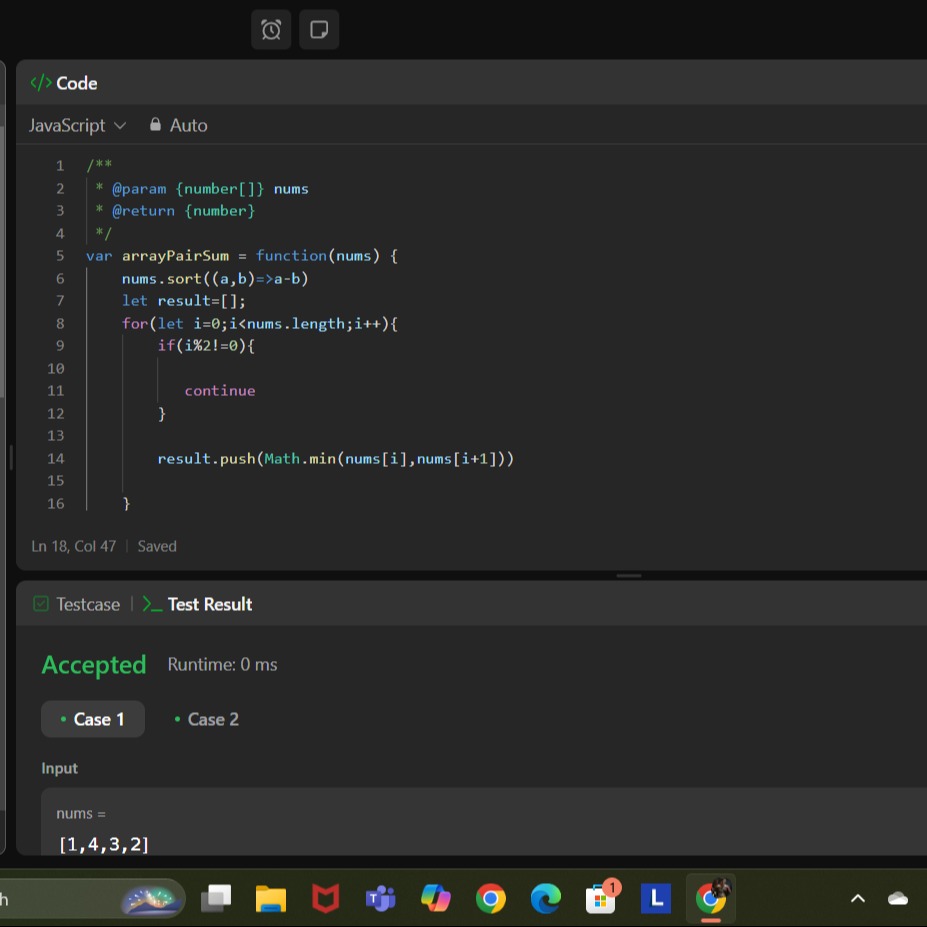 </> Code
JavaScript Auto
1 /**
2 * @param {number[]} nums
3 * @return {number}
4 */
5 var arrayPairSum = function(nums) {
6 nums.sort((a,b)=>a-b)
7 let result=[];
8 for(let i=0;i<nums.length;i++){
9 if(i%2!=0){
10
11 continue
12 }
13
14 result.push(Math.min(nums[i],nums[i+1]))
15
16 }
Ln 18, Col 47 | Saved
Testcase | >_ Test Result
Accepted Runtime: 0 ms
• Case 1 • Case 2
Input
nums =
[1,4,3,2]
h T 1 L